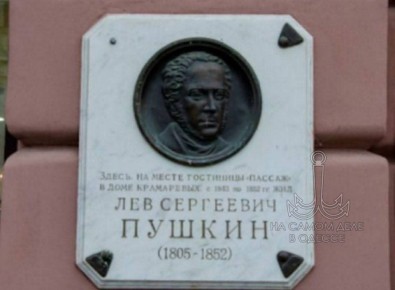 ЗДЕСЬ, НА МЕСТЕ ГОСТИНИЦЫ «ПАССАЖ»
В ДОМЕ КРАМАРЕВЫХ с 1843 по 1852 гг ЖИЛ
ЛЕВ СЕРГЕЕВИЧ
ПУШКИН
(1805-1852)
НА САМОМ ДЕЛЕ
В ОДЕССЕ